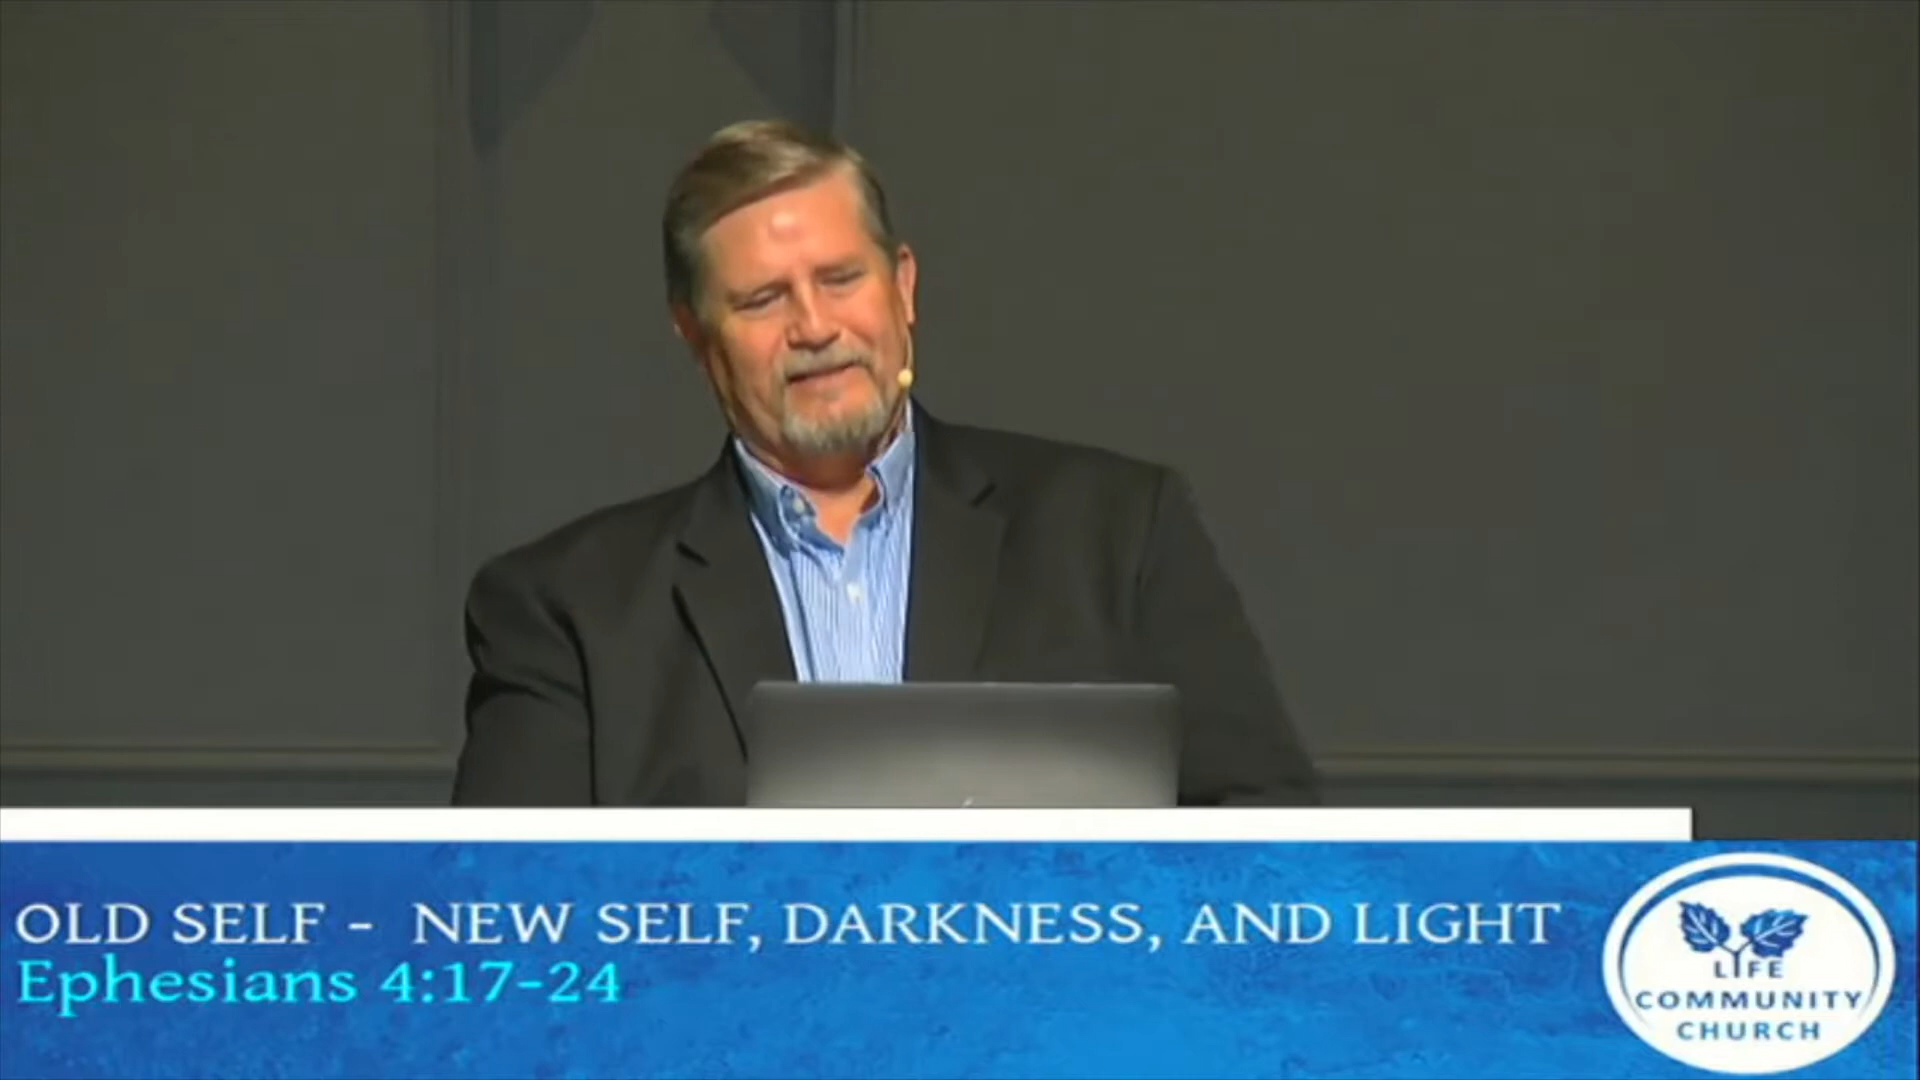 OLD SELF - NEW SELF, DARKNESS, AND LIGHT
Ephesians 4:17-24
LIFE
COMMUNITY
CHURCH